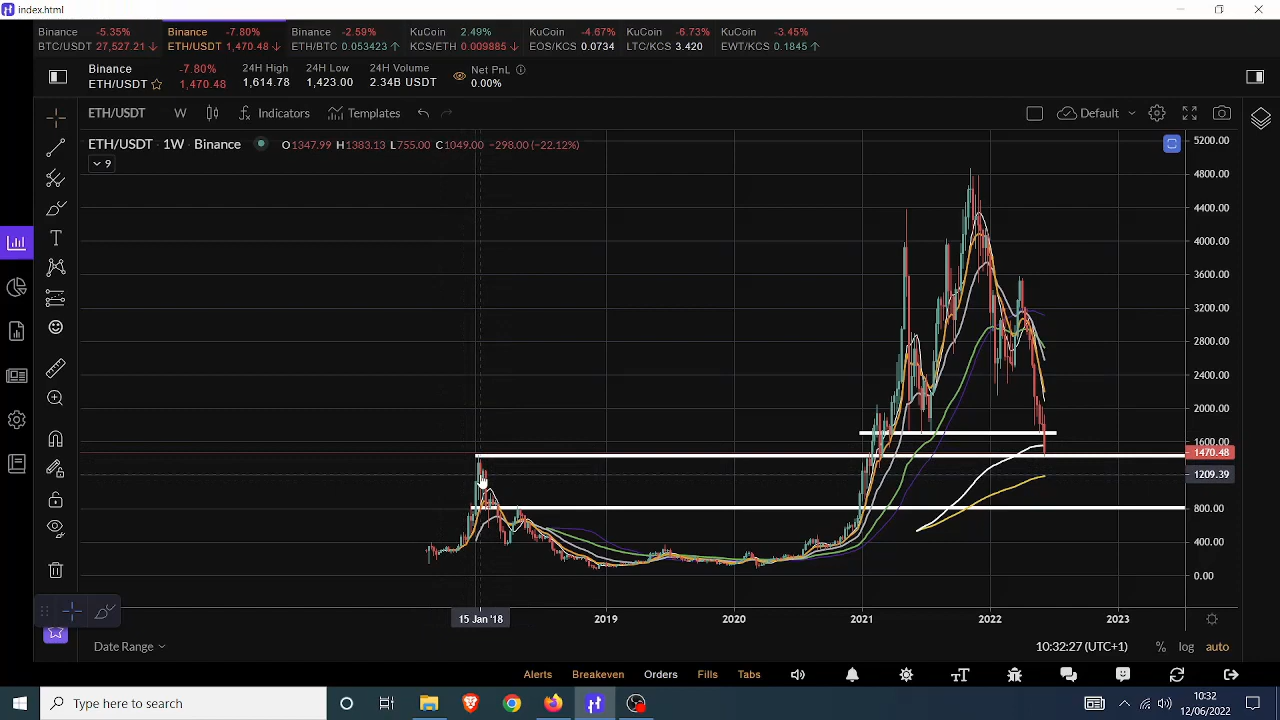 index.html
Binance -5.35% Binance -7.80% Binance -2.59% KuCoin 2.49% KuCoin -4.67% KuCoin -6.73% KuCoin -3.45%
BTC/USDT 27,527.21↓ ETH/USDT 1,470.48↓ ETH/BTC 0.053423↑ KCS/ETH 0.009885↓ EOS/KCS 0.0734 LTC/KCS 3.420 EWT/KCS 0.1845↑
Binance -7.80% 24H High 24H Low 24H Volume Net PnL
ETH/USDT 1,470.48 1,614.78 1,423.00 2.34B USDT 0.00%
ETH/USDT W Indicators Templates Default
ETH/USDT · 1W · Binance O1347.99 H1383.13 L755.00 C1049.00 −298.00 (−22.12%)
9
5200.00
4800.00
4400.00
4000.00
3600.00
3200.00
2800.00
2400.00
2000.00
1600.00
1470.48
1209.39
800.00
400.00
0.00
15 Jan '18 2019 2020 2021 2022 2023
Date Range 10:32:27 (UTC+1) % log auto
Alerts Breakeven Orders Fills Tabs
Type here to search
10:32
12/06/2022